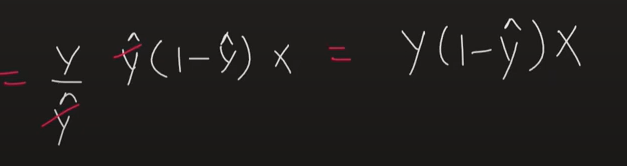 = y/ŷ ŷ(1-ŷ) x = y(1-ŷ)x